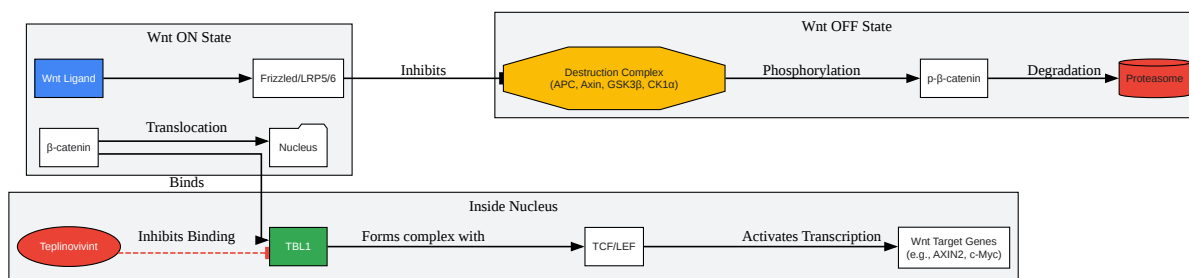 Wnt ON State
Wnt OFF State
Wnt Ligand
Frizzled/LRP5/6
Inhibits
Destruction Complex
(APC, Axin, GSK3β, CK1α)
Phosphorylation
p-β-catenin
Degradation
Proteasome
β-catenin
Translocation
Nucleus
Binds
Inside Nucleus
Teplinovivint
Inhibits Binding
TBL1
Forms complex with
TCF/LEF
Activates Transcription
Wnt Target Genes
(e.g., AXIN2, c-Myc)